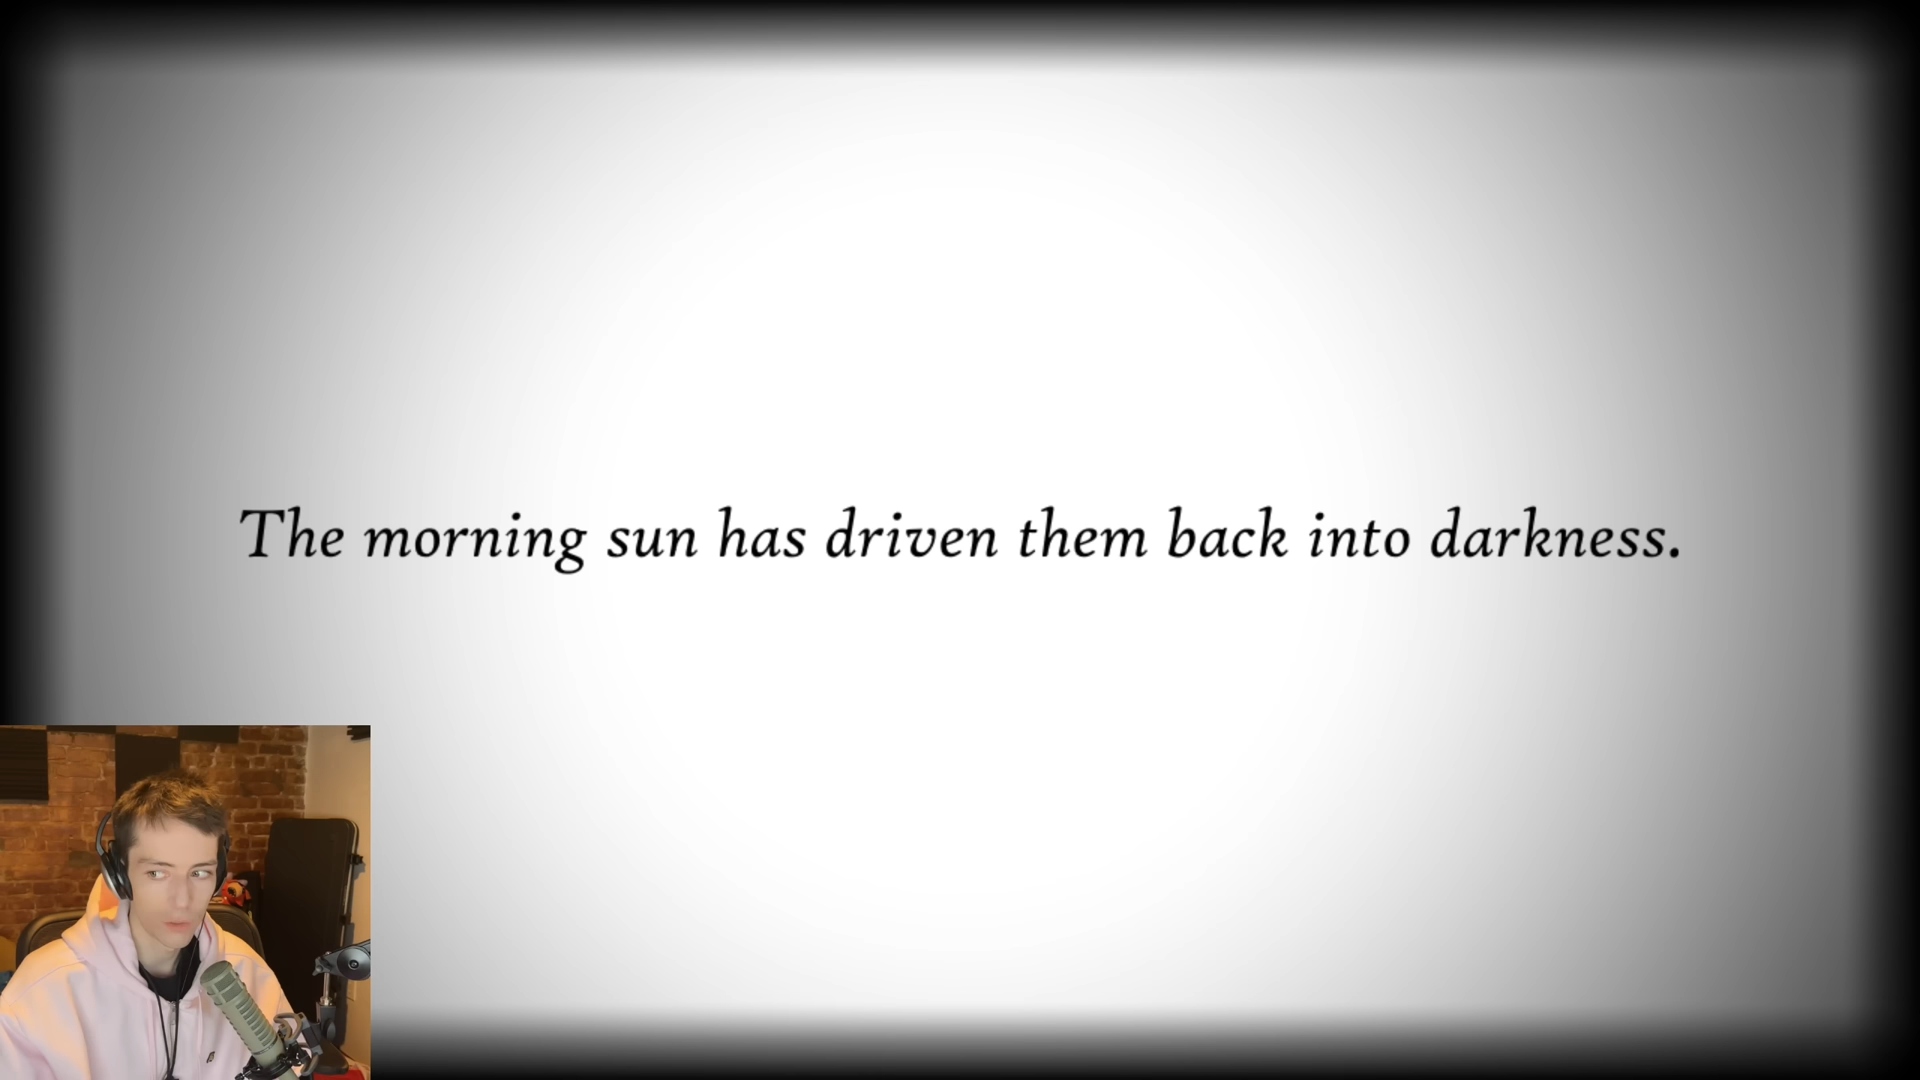 The morning sun has driven them back into darkness.